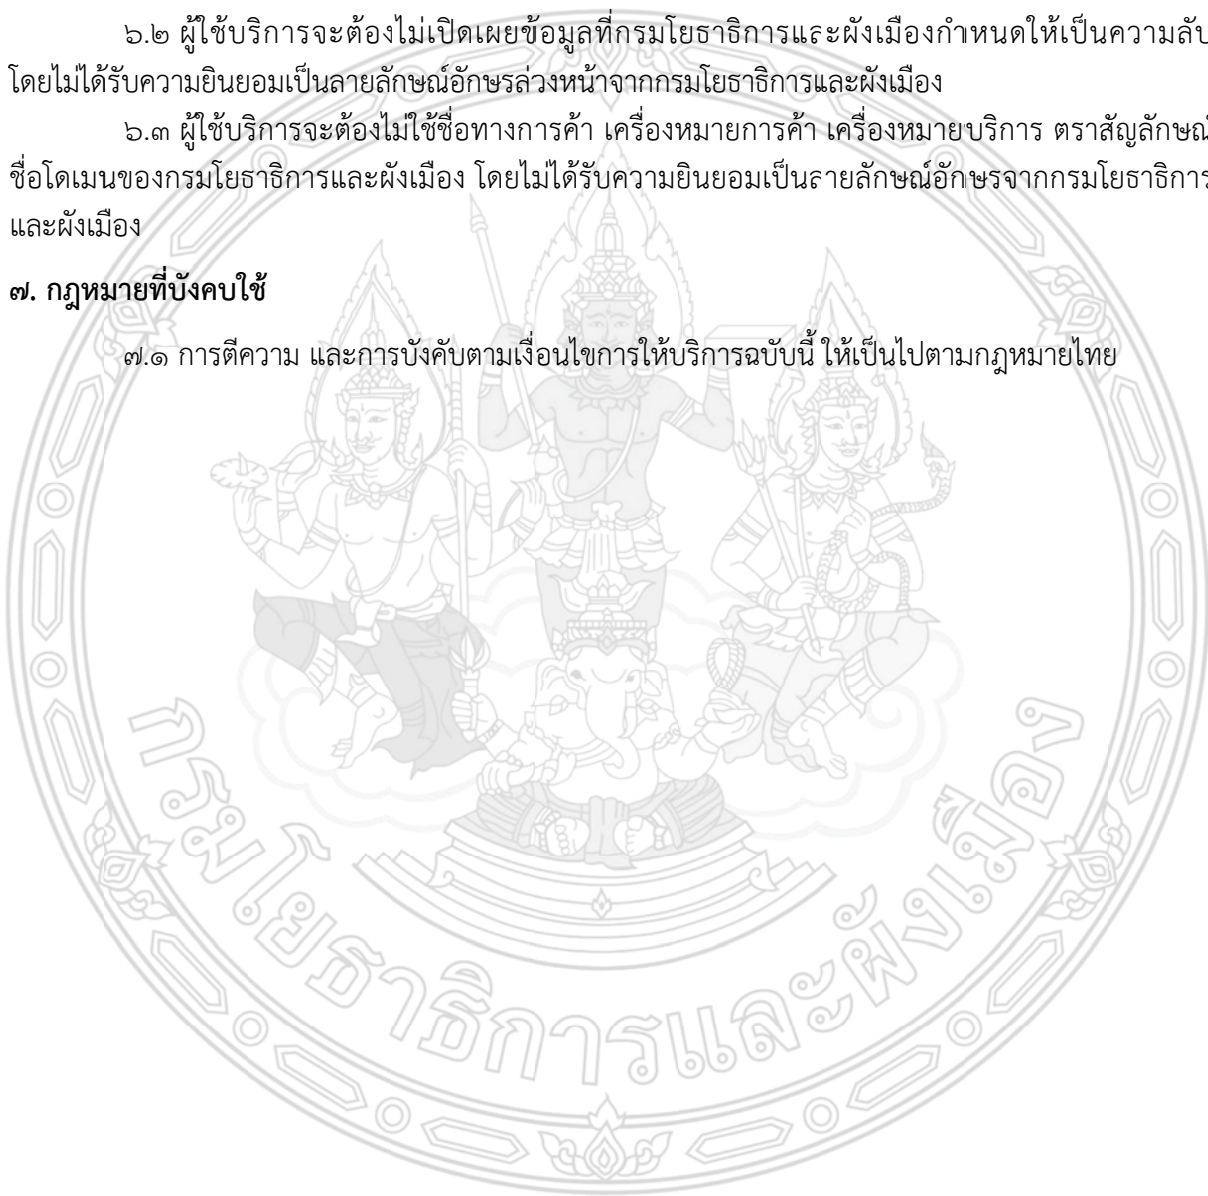 ๖.๒ ผู้ใช้บริการจะต้องไม่เปิดเผยข้อมูลที่กรมโยธาธิการและผังเมืองกำหนดให้เป็นความลับ
โดยไม่ได้รับความยินยอมเป็นลายลักษณ์อักษรล่วงหน้าจากกรมโยธาธิการและผังเมือง
๖.๓ ผู้ใช้บริการจะต้องไม่ใช้ชื่อทางการค้า เครื่องหมายการค้า เครื่องหมายบริการ ตราสัญลักษณ์
ชื่อโดเมนของกรมโยธาธิการและผังเมือง โดยไม่ได้รับความยินยอมเป็นลายลักษณ์อักษรจากกรมโยธาธิการ
และผังเมือง
๗. กฎหมายที่บังคบใช้
๗.๑ การตีความ และการบังคับตามเงื่อนไขการให้บริการฉบับนี้ ให้เป็นไปตามกฎหมายไทย
กรมโยธาธิการและผังเมือง